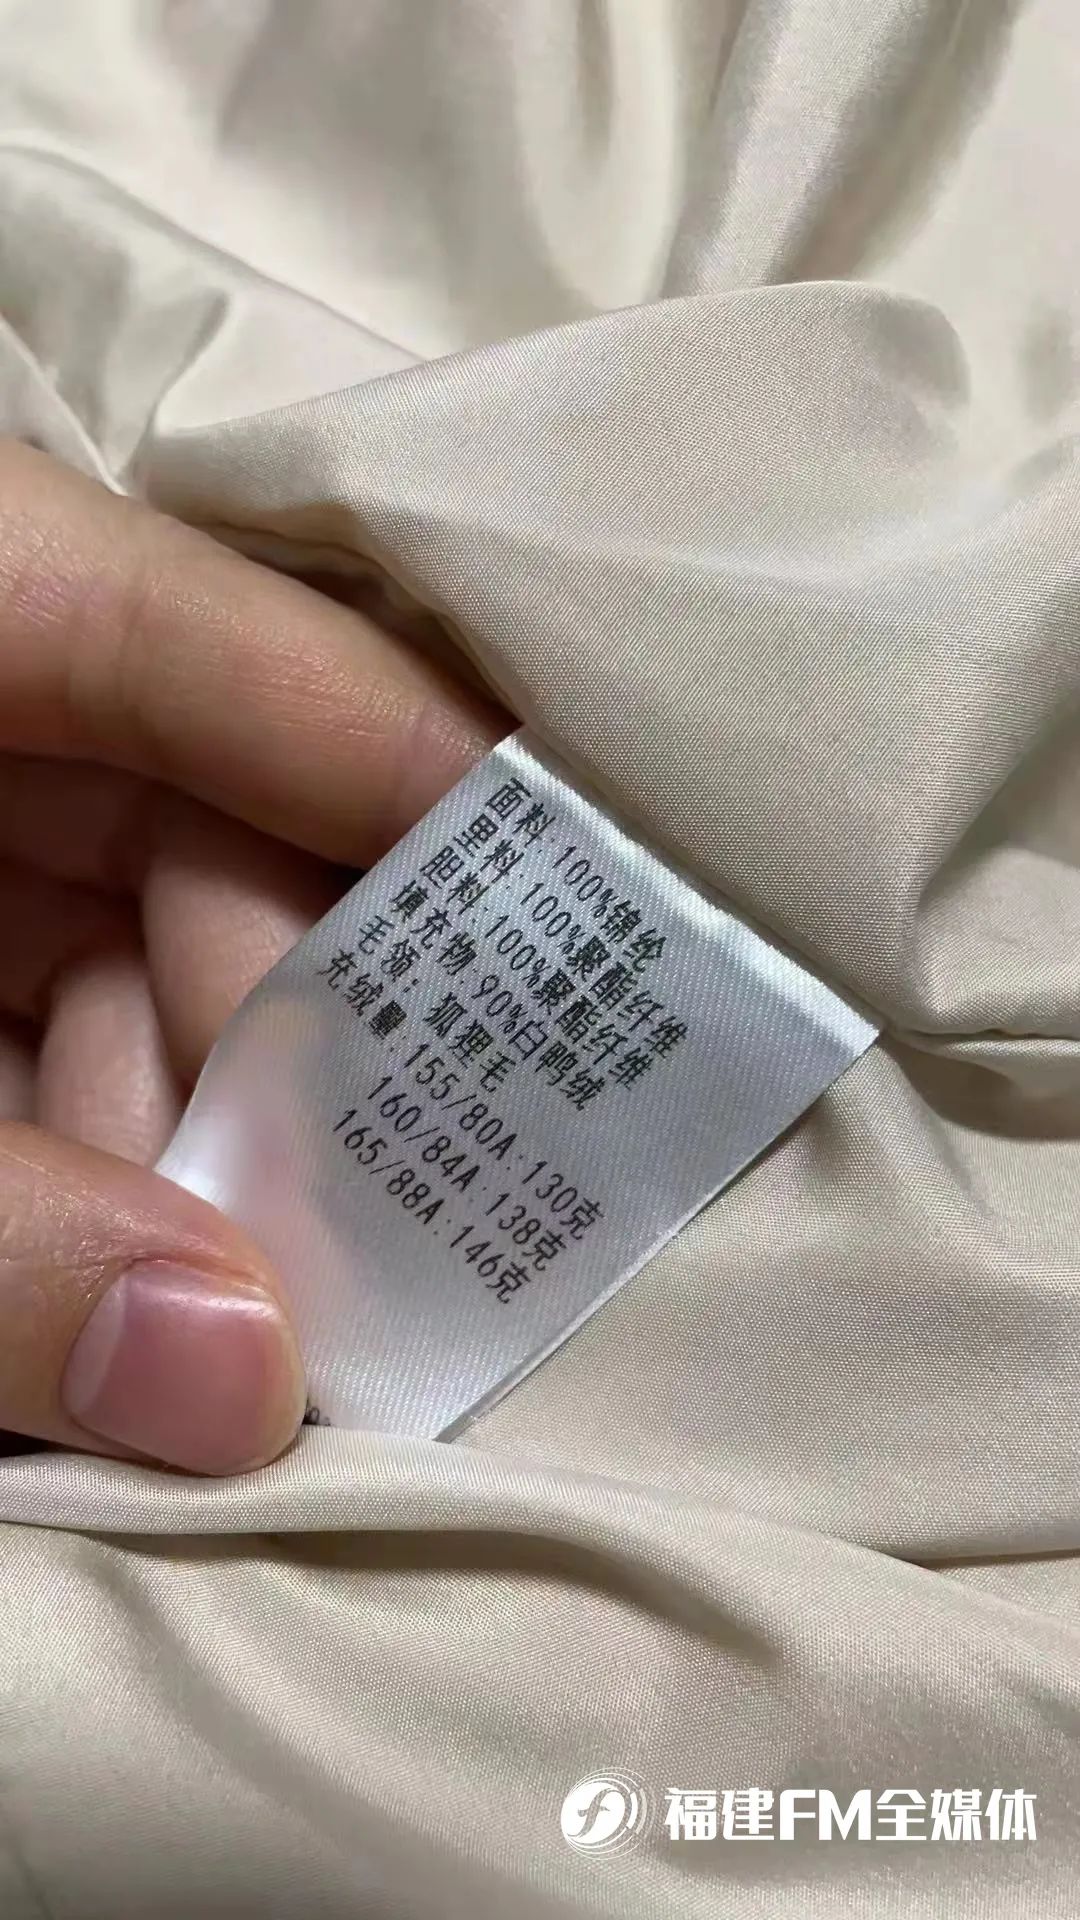 面料:100%锦纶
里料:100%聚酯纤维
胆料:100%聚酯纤维
填充物:90%白鸭绒
毛领:狐狸毛
充绒量:155/80A:130克
160/84A:138克
165/88A:146克
福建FM全媒体